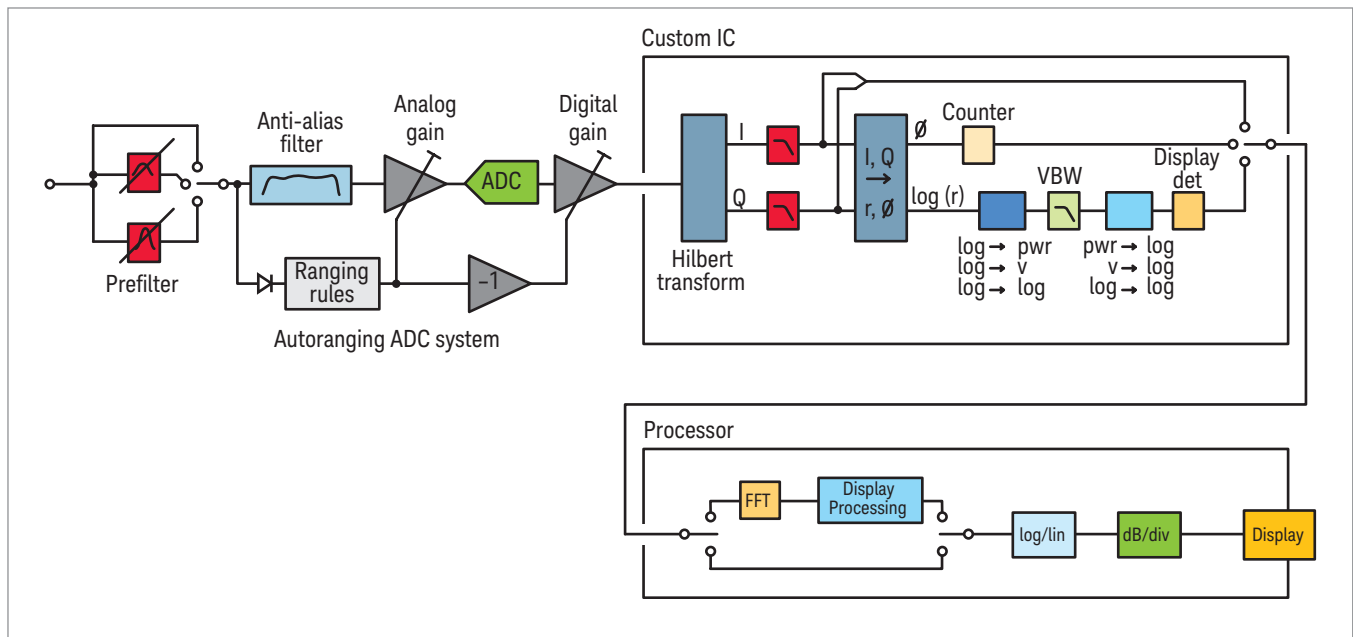 Custom IC
Analog
gain
Digital
gain
Anti-alias
filter
Prefilter
ADC
Ranging
rules
–1
Autoranging ADC system
I
Q
Hilbert
transform
I, Q
→
r, Ø
Ø
Counter
log (r)
VBW
Display
det
log → pwr
log → v
log → log
pwr → log
v → log
log → log
Processor
FFT
Display
Processing
log/lin
dB/div
Display